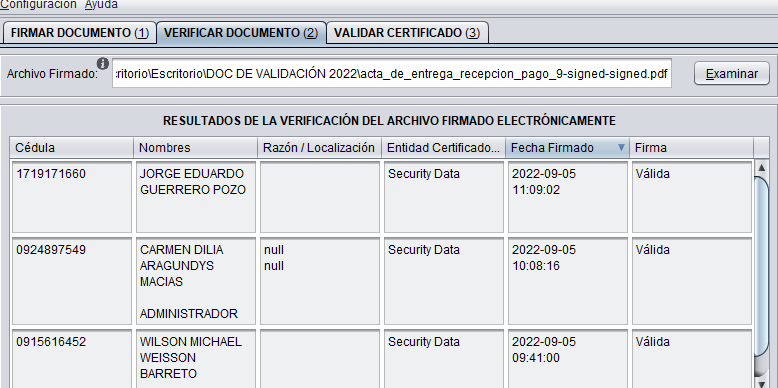 Configuración Ayuda
FIRMAR DOCUMENTO (1) VERIFICAR DOCUMENTO (2) VALIDAR CERTIFICADO (3)
Archivo Firmado: :ritorio\Escritorio\DOC DE VALIDACIÓN 2022\acta_de_entrega_recepcion_pago_9-signed-signed.pdf Examinar
RESULTADOS DE LA VERIFICACIÓN DEL ARCHIVO FIRMADO ELECTRÓNICAMENTE
Cédula Nombres Razón / Localización Entidad Certificado... Fecha Firmado Firma
1719171660 JORGE EDUARDO Security Data 2022-09-05 Válida
GUERRERO POZO 11:09:02
0924897549 CARMEN DILIA null Security Data 2022-09-05 Válida
ARAGUNDYS null 10:08:16
MACIAS
ADMINISTRADOR
0915616452 WILSON MICHAEL Security Data 2022-09-05 Válida
WEISSON 09:41:00
BARRETO